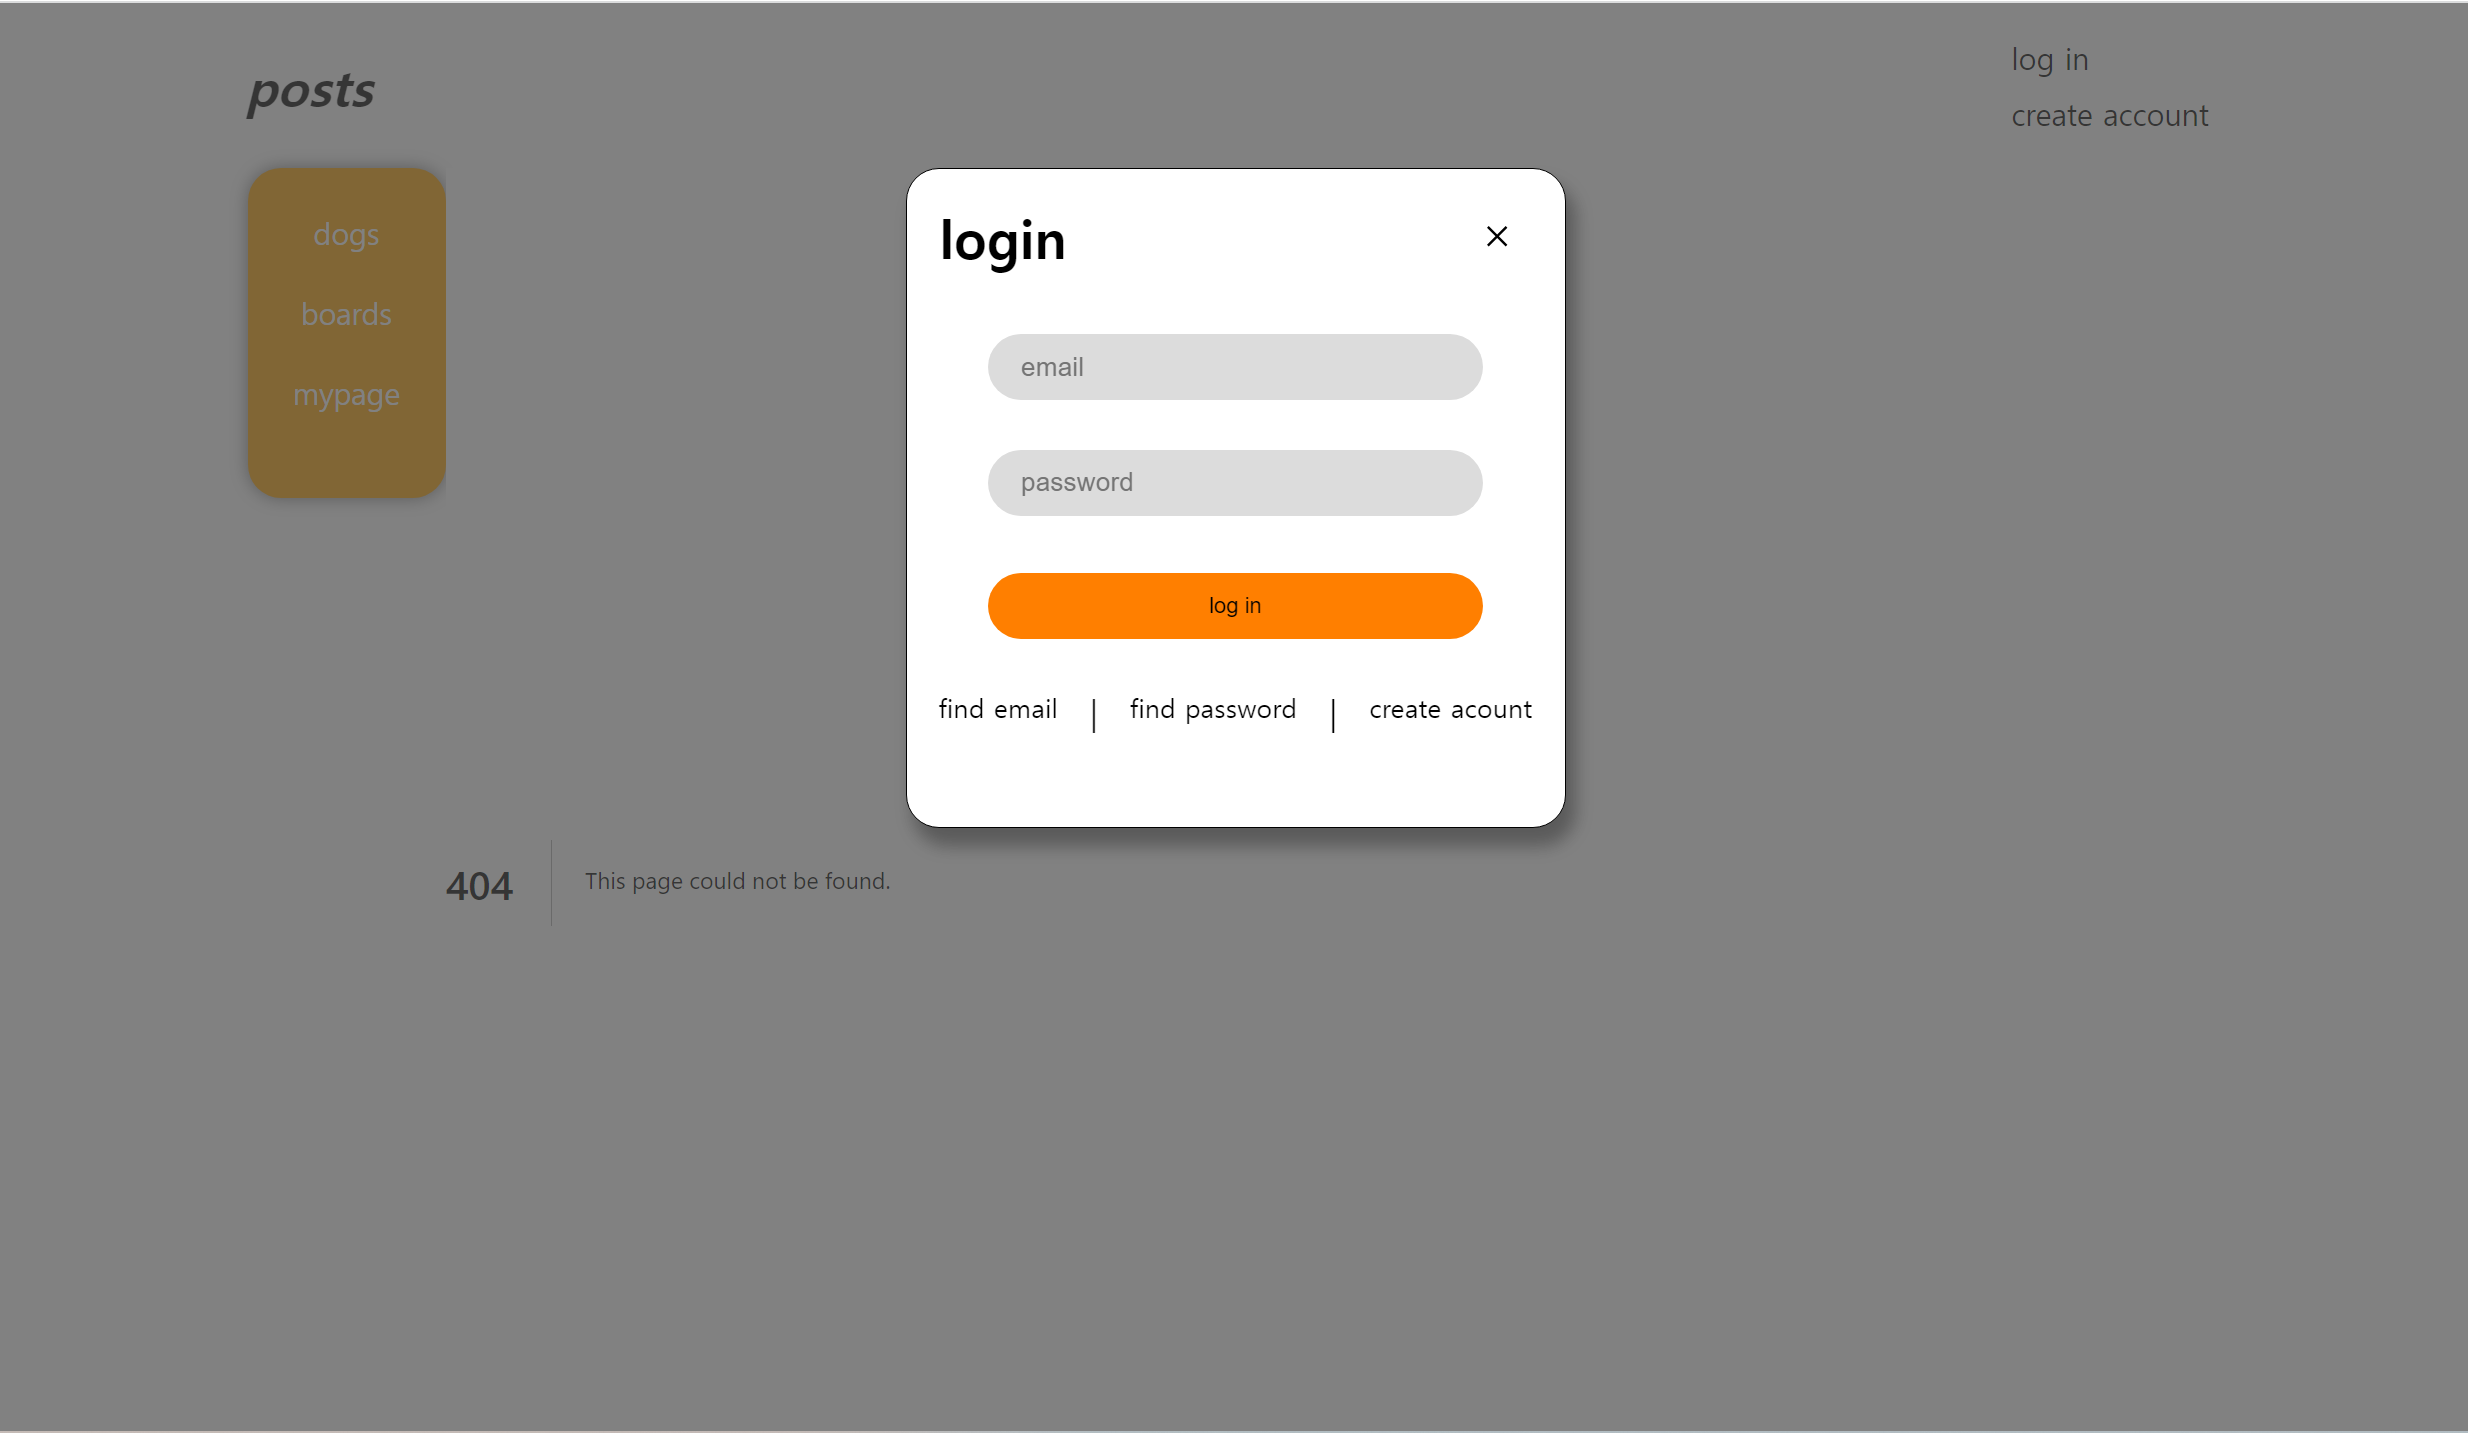 posts
log in
create account
dogs
boards
mypage
login
email
password
log in
find email | find password | create acount
404
This page could not be found.